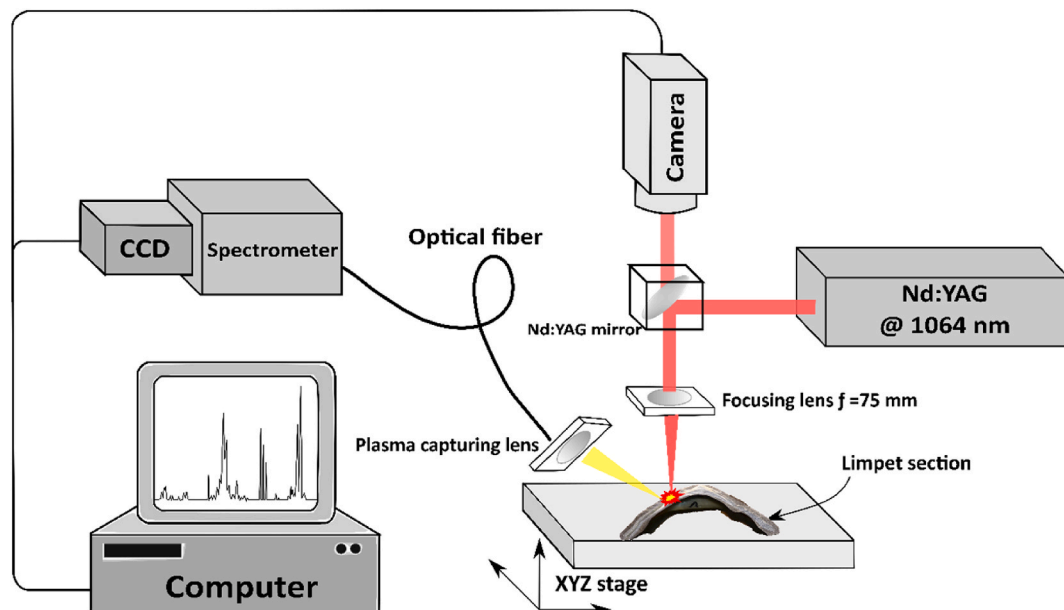 Camera
CCD
Spectrometer
Optical fiber
Nd:YAG
@ 1064 nm
Nd:YAG mirror
Focusing lens ƒ =75 mm
Plasma capturing lens
Limpet section
XYZ stage
Computer